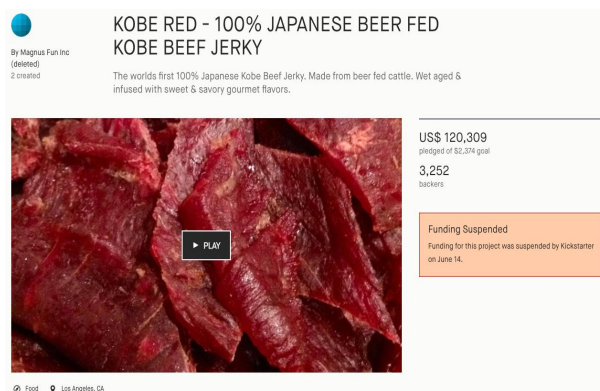 KOBE RED - 100% JAPANESE BEER FED
KOBE BEEF JERKY
By Magnus Fun Inc
(deleted)
2 created
The worlds first 100% Japanese Kobe Beef Jerky. Made from beer fed cattle. Wet aged &
infused with sweet & savory gourmet flavors.
PLAY
US$ 120,309
pledged of $2,374 goal
3,252
backers
Funding Suspended
Funding for this project was suspended by Kickstarter
on June 14.
Food Los Angeles, CA